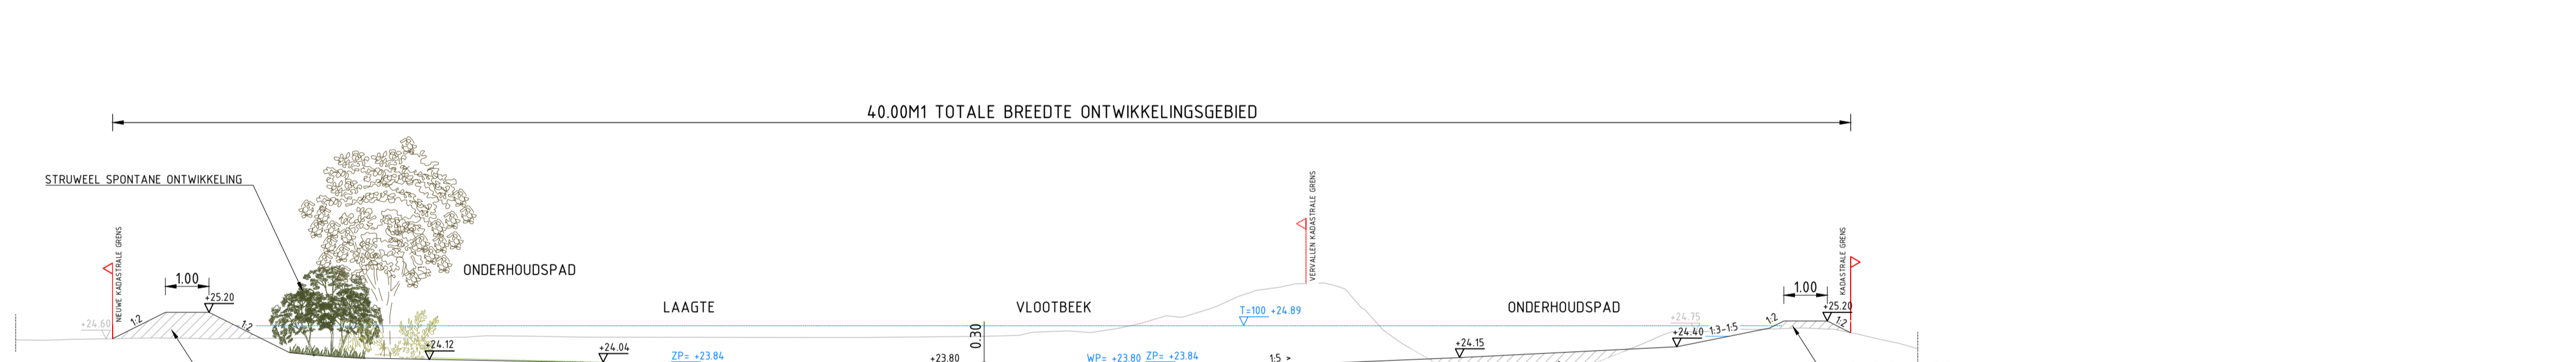 40.00M1 TOTALE BREEDTE ONTWIKKELINGSGEBIED
STRUWEEL SPONTANE ONTWIKKELING
NEUWE KADASTRALE GRENS
VERVALLEN KADASTRALE GRENS
KADASTRALE GRENS
ONDERHOUDSPAD
1.00
1.00
+25.20
LAAGTE
VLOOTBEEK
T=100 +24.89
ONDERHOUDSPAD
+25.20
+24.60
1:2
1:2
0.30
+24.75
+24.40
1:3-1:5
1:2
1:2
+24.12
+24.04
ZP= +23.84
+23.80
WP= +23.80
ZP= +23.84
1:5 >
+24.15